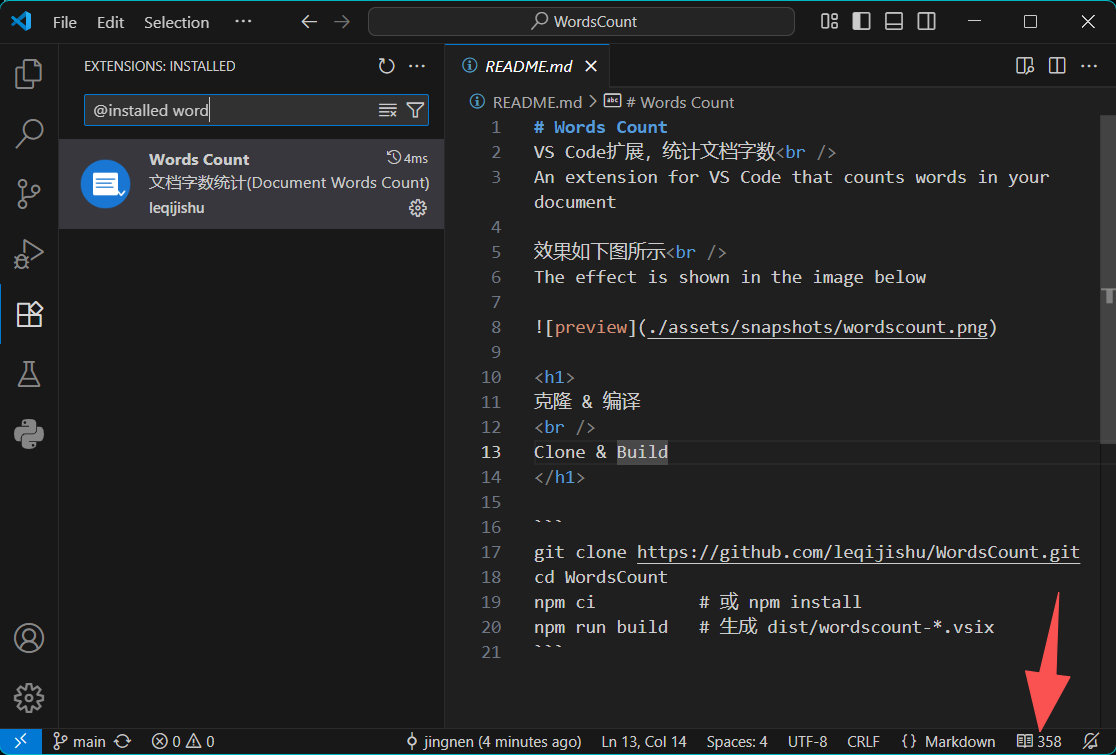 File Edit Selection ··· WordsCount
EXTENSIONS: INSTALLED
@installed word
Words Count 4ms
文档字数统计(Document Words Count)
leqijishu
README.md
README.md > # Words Count
1 # Words Count
2 VS Code扩展，统计文档字数<br />
3 An extension for VS Code that counts words in your
document
4
5 效果如下图所示<br />
6 The effect is shown in the image below
7
8 ![preview](./assets/snapshots/wordscount.png)
9
10 <h1>
11 克隆 & 编译
12 <br />
13 Clone & Build
14 </h1>
15
16 ```
17 git clone https://github.com/leqijishu/WordsCount.git
18 cd WordsCount
19 npm ci # 或 npm install
20 npm run build # 生成 dist/wordscount-*.vsix
21 ```
main 0 0 jingnen (4 minutes ago) Ln 13, Col 14 Spaces: 4 UTF-8 CRLF {} Markdown 358